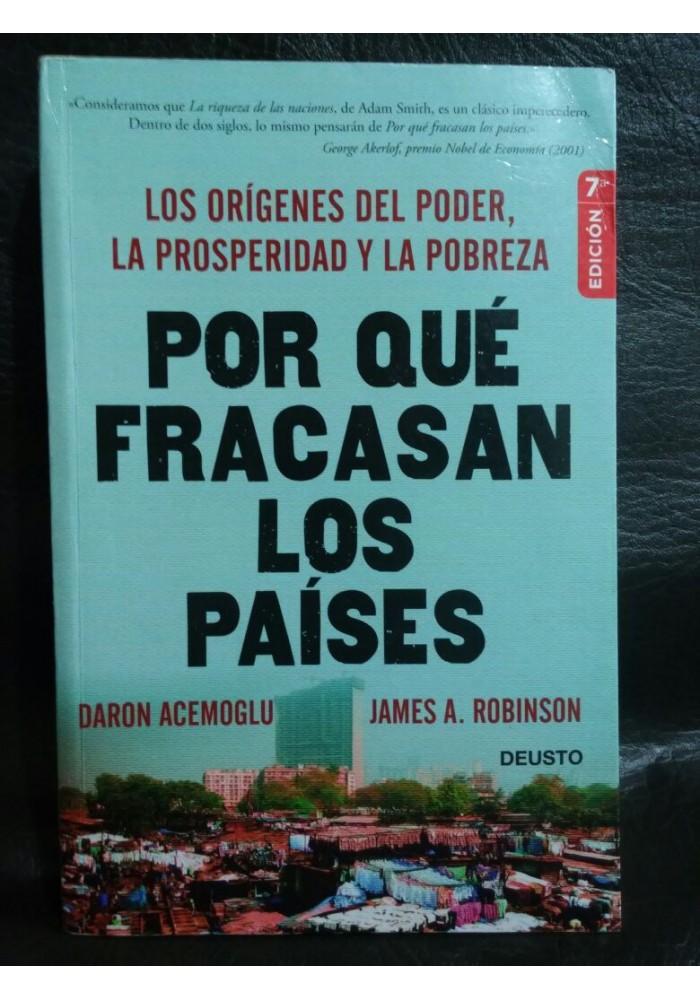 »Consideramos que La riqueza de las naciones, de Adam Smith, es un clásico imperecedero.
Dentro de dos siglos, lo mismo pensarán de Por qué fracasan los países.«
George Akerlof, premio Nobel de Economía (2001)
7ª
EDICIÓN
LOS ORÍGENES DEL PODER,
LA PROSPERIDAD Y LA POBREZA
POR QUÉ
FRACASAN
LOS
PAÍSES
DARON ACEMOGLU
JAMES A. ROBINSON
DEUSTO